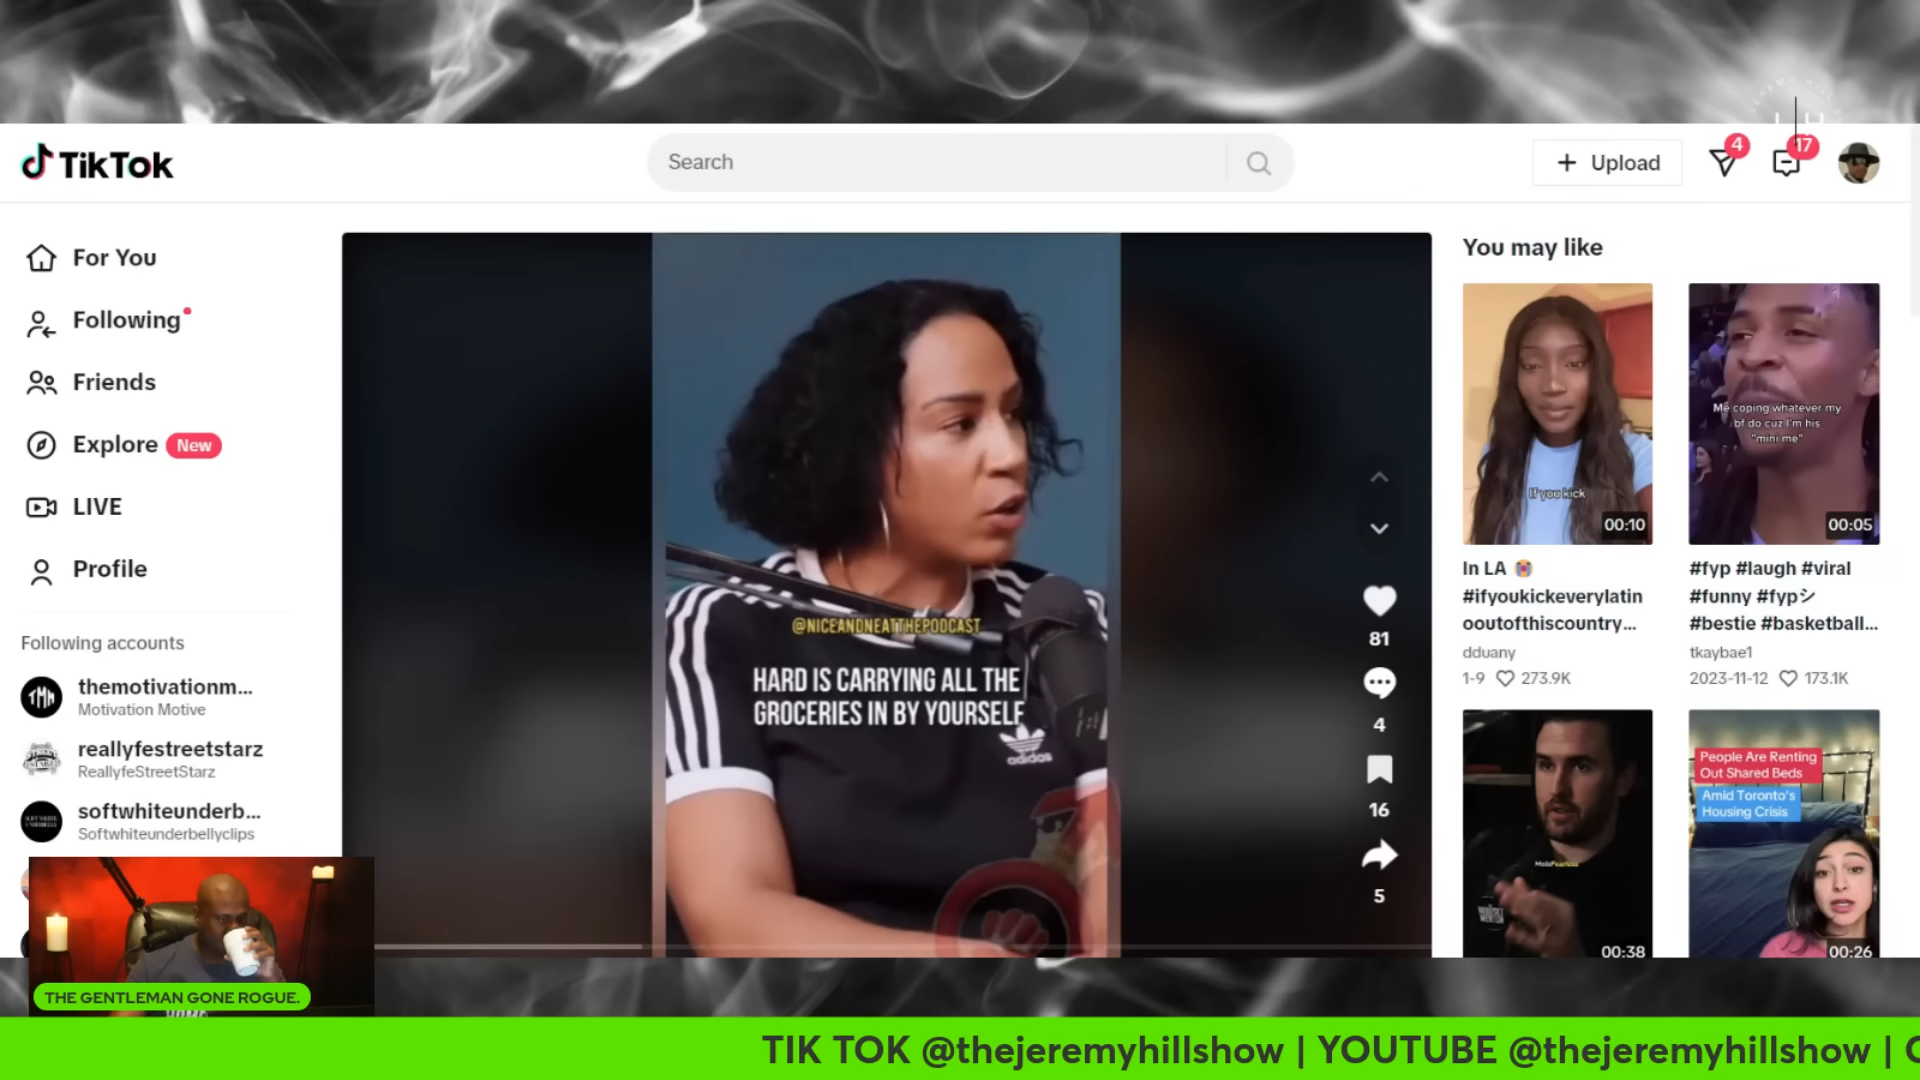 TikTok
Search
Upload
4
17
For You
Following
Friends
Explore New
LIVE
Profile
Following accounts
themotivationm...
Motivation Motive
reallyfestreetstarz
ReallyfeStreetStarz
softwhiteunderb...
Softwhiteunderbellyclips
@NICEANDNEATTHEPODCAST
HARD IS CARRYING ALL THE
GROCERIES IN BY YOURSELF
adidas
81
4
16
5
You may like
If you kick
00:10
In LA 😭
#ifyoukickeverylatin
ooutofthiscountry...
dduany
1-9 273.9K
Me coping whatever my
bf do cuz I'm his
"mini me"
00:05
#fyp #laugh #viral
#funny #fypシ
#bestie #basketball...
tkaybae1
2023-11-12 173.1K
00:38
People Are Renting
Out Shared Beds
Amid Toronto's
Housing Crisis
00:26
THE GENTLEMAN GONE ROGUE.
TIK TOK @thejeremyhillshow | YOUTUBE @thejeremyhillshow |